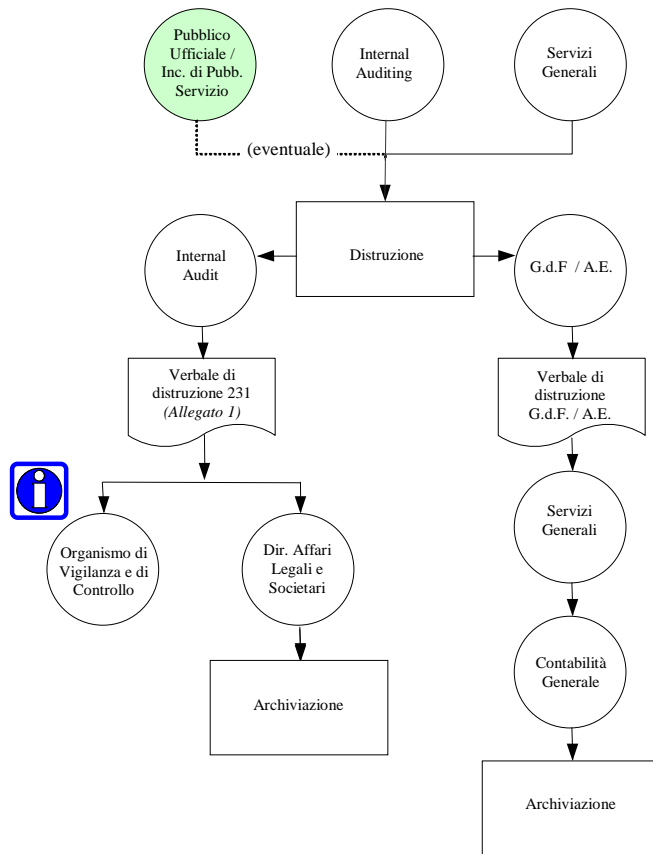 Pubblico
Ufficiale /
Inc. di Pubb.
Servizio
Internal
Auditing
Servizi
Generali
(eventuale)
Internal
Audit
Distruzione
G.d.F / A.E.
Verbale di
distruzione 231
(Allegato 1)
Verbale di
distruzione
G.d.F. / A.E.
Organismo di
Vigilanza e di
Controllo
Dir. Affari
Legali e
Societari
Servizi
Generali
Archiviazione
Contabilità
Generale
Archiviazione